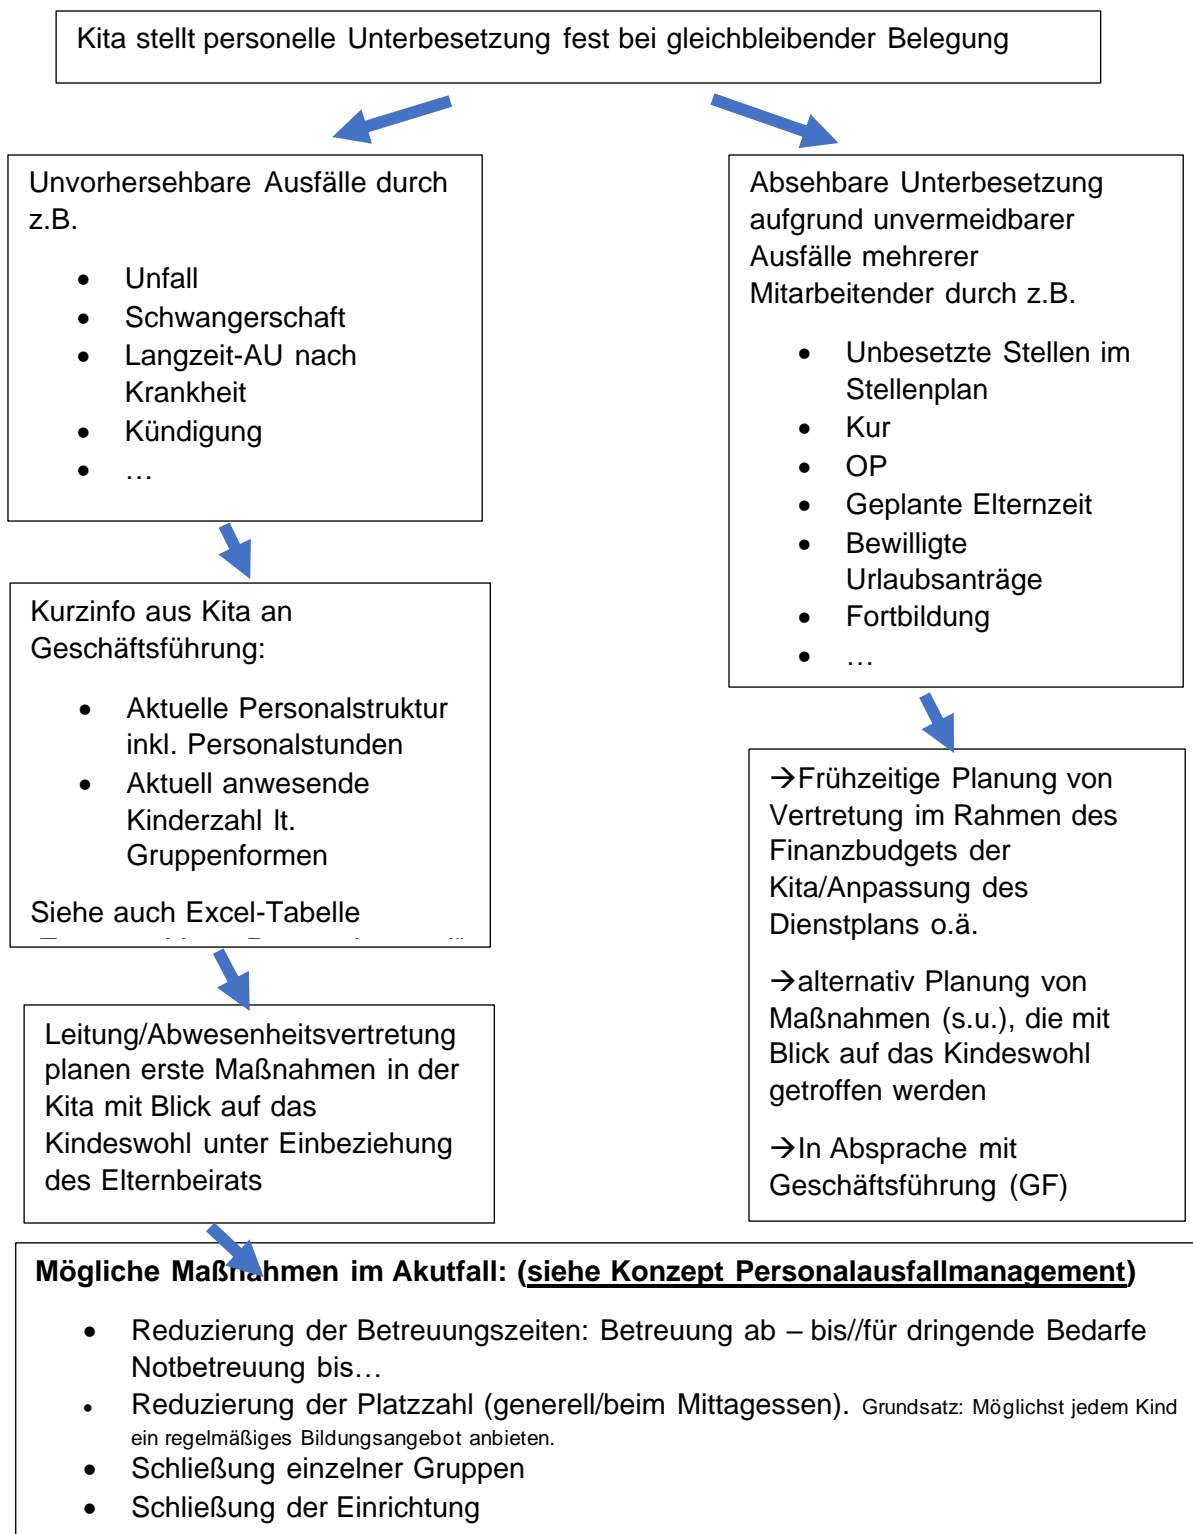 Kita stellt personelle Unterbesetzung fest bei gleichbleibender Belegung
Unvorhersehbare Ausfälle durch
z.B.
• Unfall
• Schwangerschaft
• Langzeit-AU nach
Krankheit
• Kündigung
• …
Kurzinfo aus Kita an
Geschäftsführung:
• Aktuelle Personalstruktur
inkl. Personalstunden
• Aktuell anwesende
Kinderzahl lt.
Gruppenformen
Siehe auch Excel-Tabelle
Leitung/Abwesenheitsvertretung
planen erste Maßnahmen in der
Kita mit Blick auf das
Kindeswohl unter Einbeziehung
des Elternbeirats
Absehbare Unterbesetzung
aufgrund unvermeidbarer
Ausfälle mehrerer
Mitarbeitender durch z.B.
• Unbesetzte Stellen im
Stellenplan
• Kur
• OP
• Geplante Elternzeit
• Bewilligte
Urlaubsanträge
• Fortbildung
• …
→Frühzeitige Planung von
Vertretung im Rahmen des
Finanzbudgets der
Kita/Anpassung des
Dienstplans o.ä.
→alternativ Planung von
Maßnahmen (s.u.), die mit
Blick auf das Kindeswohl
getroffen werden
→In Absprache mit
Geschäftsführung (GF)
Mögliche Maßnahmen im Akutfall: (siehe Konzept Personalausfallmanagement)
• Reduzierung der Betreuungszeiten: Betreuung ab – bis//für dringende Bedarfe
Notbetreuung bis…
• Reduzierung der Platzzahl (generell/beim Mittagessen). Grundsatz: Möglichst jedem Kind
ein regelmäßiges Bildungsangebot anbieten.
• Schließung einzelner Gruppen
• Schließung der Einrichtung